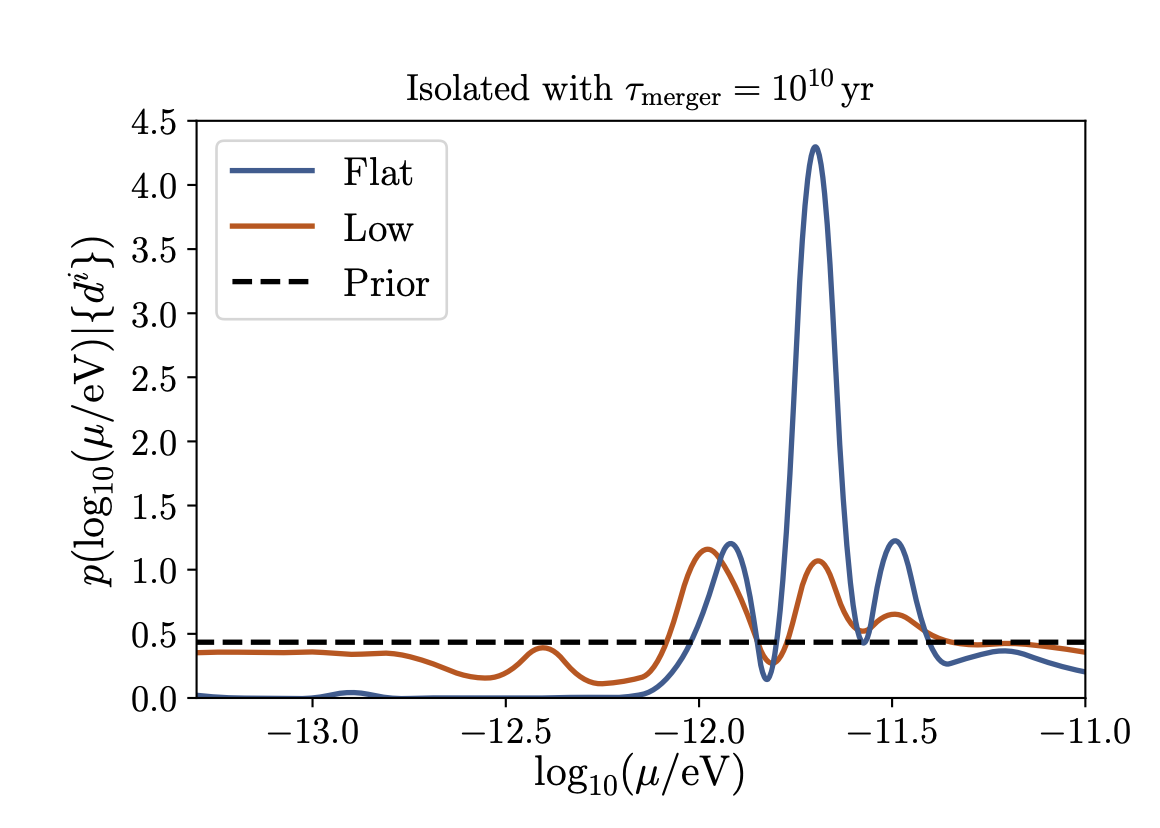 Isolated with τ_merger = 10^10 yr
4.5
4.0
3.5
3.0
2.5
2.0
1.5
1.0
0.5
0.0
p(log₁₀(μ/eV)|{dⁱ})
Flat
Low
Prior
−13.0 −12.5 −12.0 −11.5 −11.0
log₁₀(μ/eV)